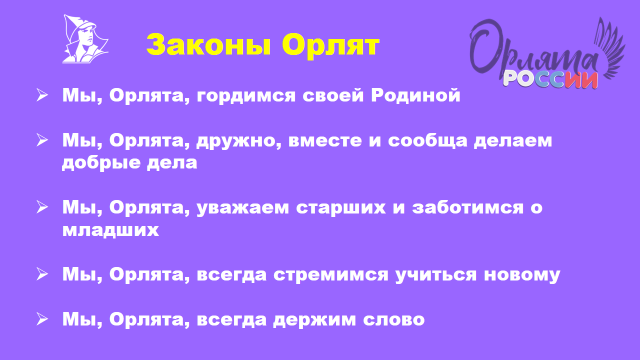 Законы Орлят
Орлята
РОССИИ
Мы, Орлята, гордимся своей Родиной
Мы, Орлята, дружно, вместе и сообща делаем
добрые дела
Мы, Орлята, уважаем старших и заботимся о
младших
Мы, Орлята, всегда стремимся учиться новому
Мы, Орлята, всегда держим слово